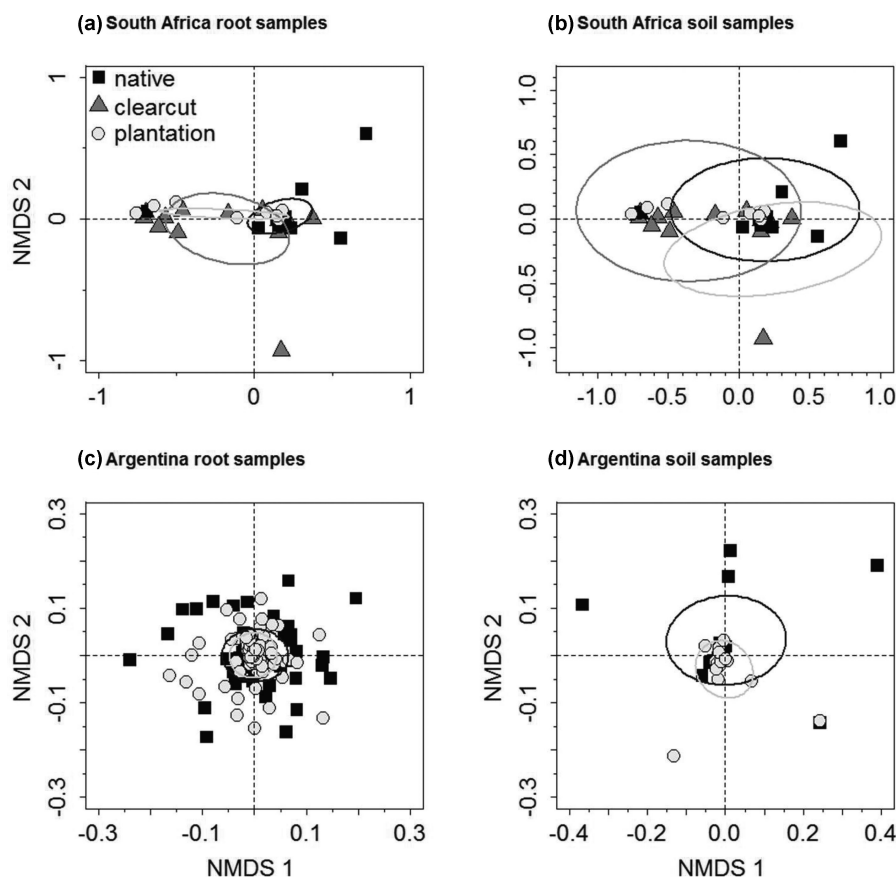 (a) South Africa root samples
1
0
-1
NMDS 2
native
clearcut
plantation
-1 0 1
(b) South Africa soil samples
1.0
0.5
0.0
-0.5
-1.0
-1.0 -0.5 0.0 0.5 1.0
(c) Argentina root samples
0.3
0.1
-0.1
-0.3
NMDS 2
-0.3 -0.1 0.1 0.3
NMDS 1
(d) Argentina soil samples
0.3
0.1
-0.1
-0.3
-0.4 -0.2 0.0 0.2 0.4
NMDS 1